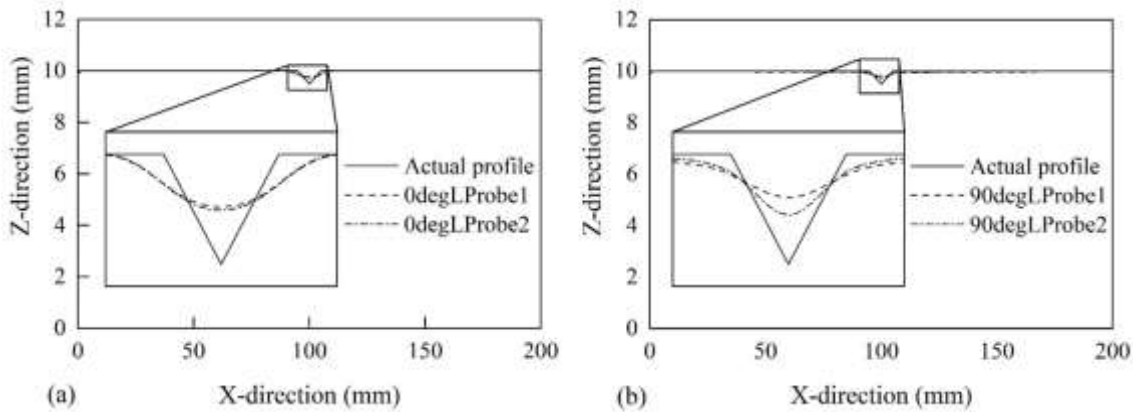 12
10
8
6
4
2
0
Z-direction (mm)
Actual profile
0degLProbe1
0degLProbe2
0
50
100
150
200
(a)
X-direction (mm)
12
10
8
6
4
2
0
Z-direction (mm)
Actual profile
90degLProbe1
90degLProbe2
0
50
100
150
200
(b)
X-direction (mm)